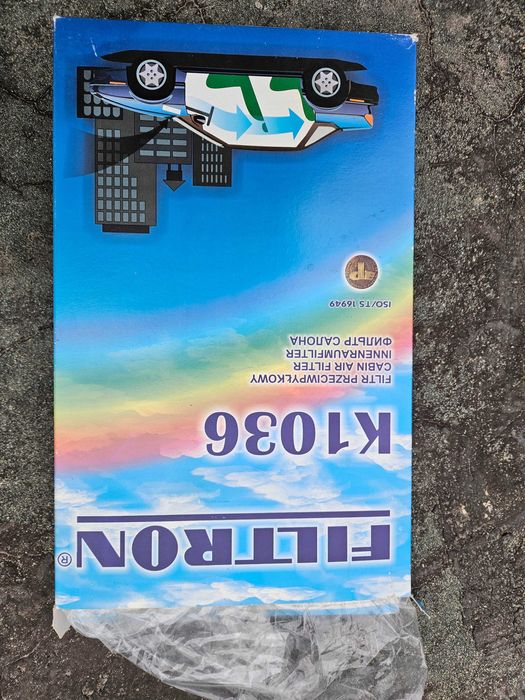 FILTRON®
K1036
FILTR PRZECIWPYŁKOWY
CABIN AIR FILTER
INNENRAUMFILTER
ФИЛЬТР САЛОНА
ISO/TS 16949